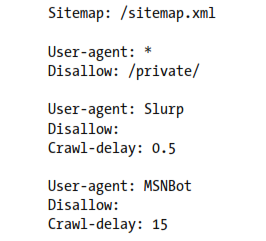 Sitemap: /sitemap.xml
User-agent: *
Disallow: /private/
User-agent: Slurp
Disallow:
Crawl-delay: 0.5
User-agent: MSNBot
Disallow:
Crawl-delay: 15